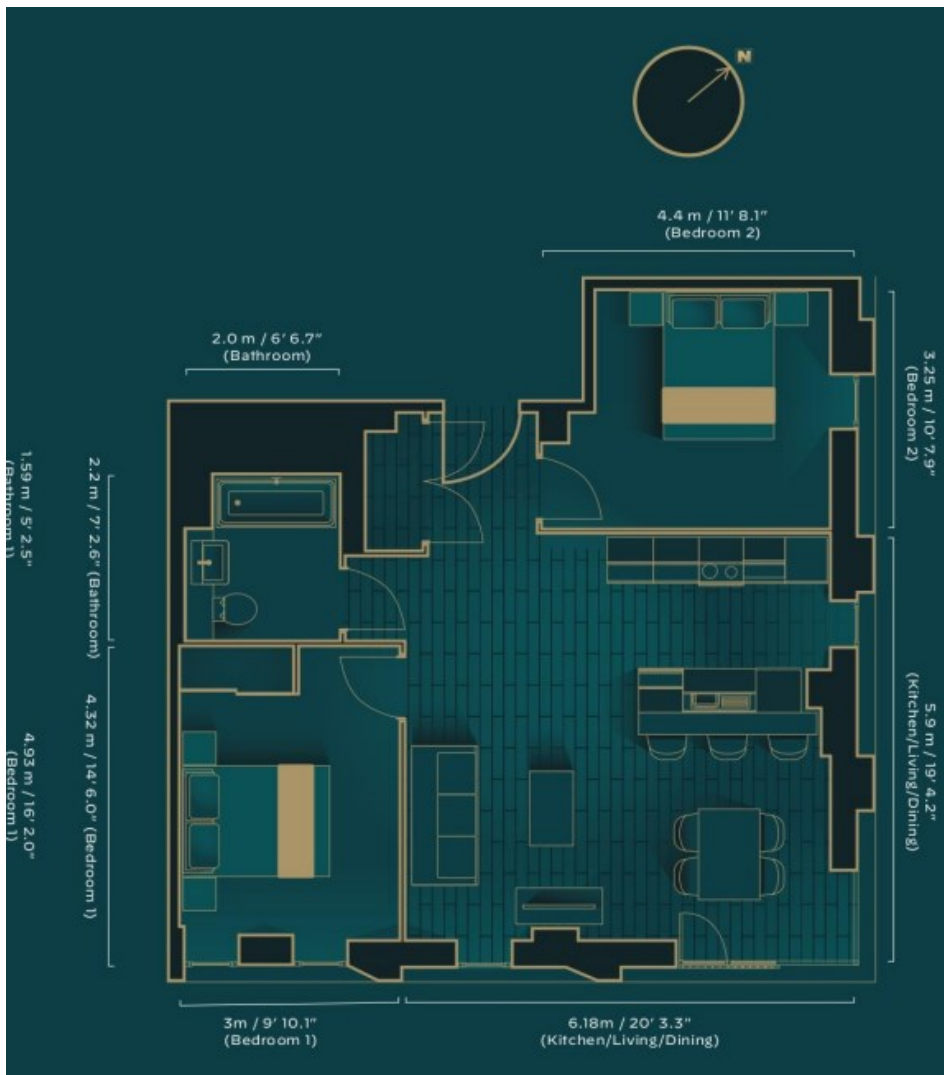 N
4.4 m / 11' 8.1"
(Bedroom 2)
2.0 m / 6' 6.7"
(Bathroom)
3.25 m / 10' 7.9"
(Bedroom 2)
1.59 m / 5' 2.5"
(Bathroom 1)
2.2 m / 7' 2.6" (Bathroom)
4.32 m / 14' 6.0" (Bedroom 1)
4.93 m / 16' 2.0"
(Bedroom 1)
5.9 m / 19' 4.2"
(Kitchen/Living/Dining)
3m / 9' 10.1"
(Bedroom 1)
6.18m / 20' 3.3"
(Kitchen/Living/Dining)